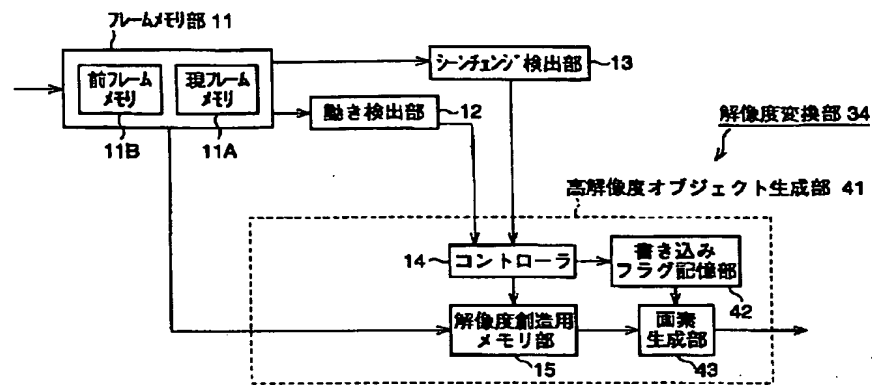 フレームメモリ部 11
前フレーム
メモリ
現フレーム
メモリ
11B
11A
シーンチェンジ検出部
13
動き検出部
12
解像度変換部 34
高解像度オブジェクト生成部 41
14
コントローラ
書き込み
フラグ記憶部
42
解像度創造用
メモリ部
15
画素
生成部
43